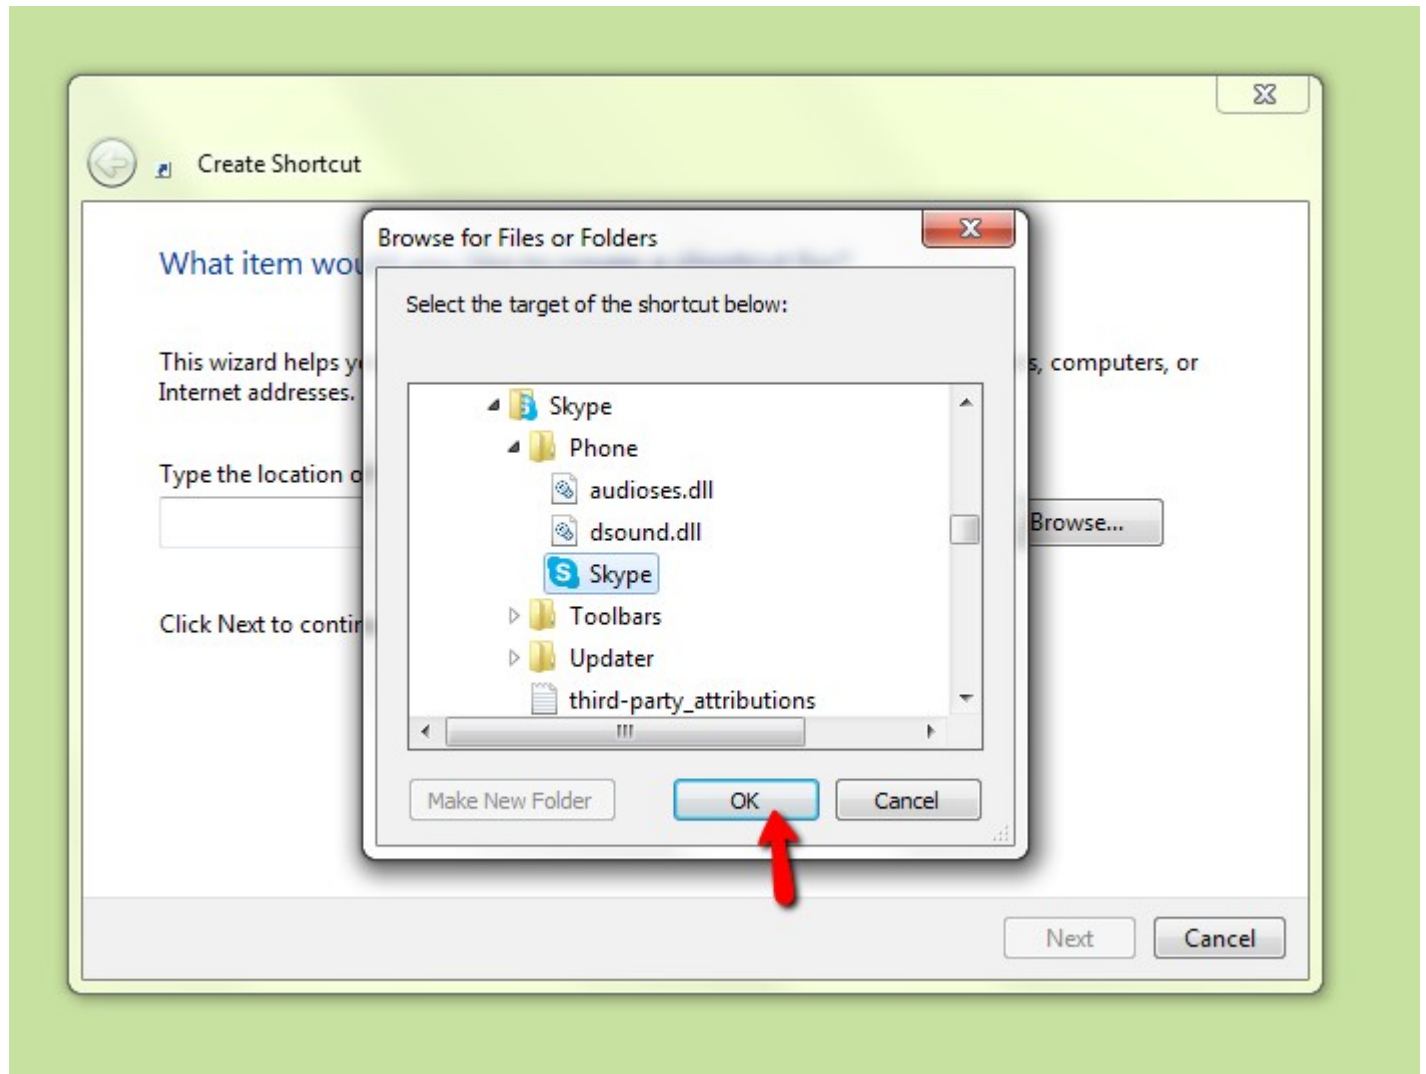 Create Shortcut
Browse for Files or Folders
What item wou
Select the target of the shortcut below:
This wizard helps y
s, computers, or
Internet addresses.
Skype
Phone
Type the location o
audioses.dll
dsound.dll
Browse...
Skype
Toolbars
Click Next to contin
Updater
third-party_attributions
Make New Folder
OK
Cancel
Next
Cancel